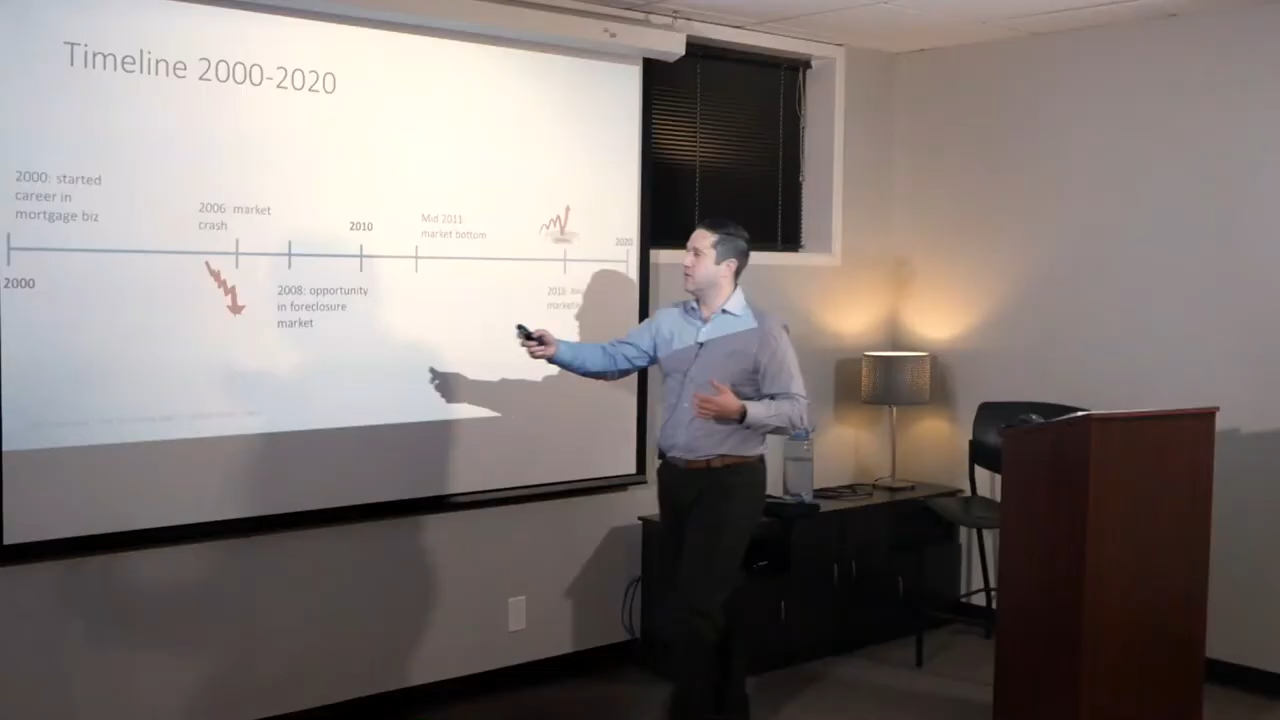 Timeline 2000-2020
2000: started
career in
mortgage biz
2006 market
crash
2010
Mid 2011
market bottom
2020
2000
2008: opportunity
in foreclosure
market